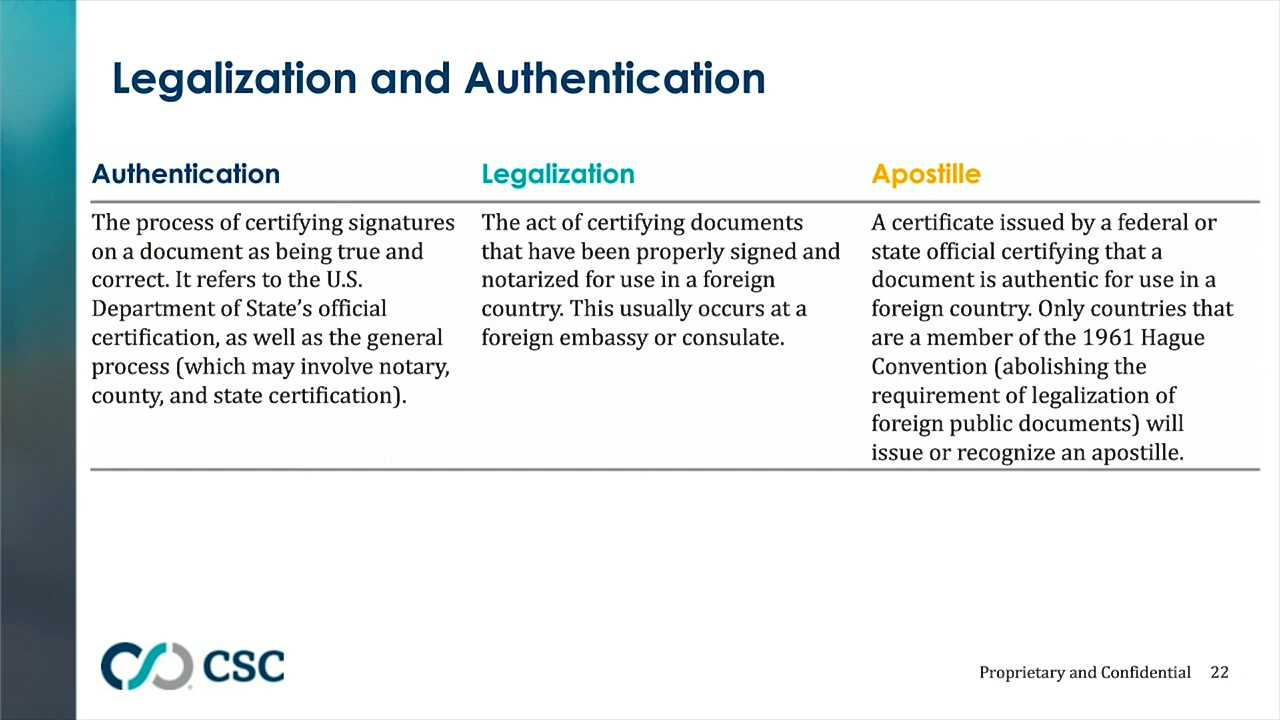 Legalization and Authentication
Authentication
The process of certifying signatures
on a document as being true and
correct. It refers to the U.S.
Department of State’s official
certification, as well as the general
process (which may involve notary,
county, and state certification).
Legalization
The act of certifying documents
that have been properly signed and
notarized for use in a foreign
country. This usually occurs at a
foreign embassy or consulate.
Apostille
A certificate issued by a federal or
state official certifying that a
document is authentic for use in a
foreign country. Only countries that
are a member of the 1961 Hague
Convention (abolishing the
requirement of legalization of
foreign public documents) will
issue or recognize an apostille.
CSC
Proprietary and Confidential 22